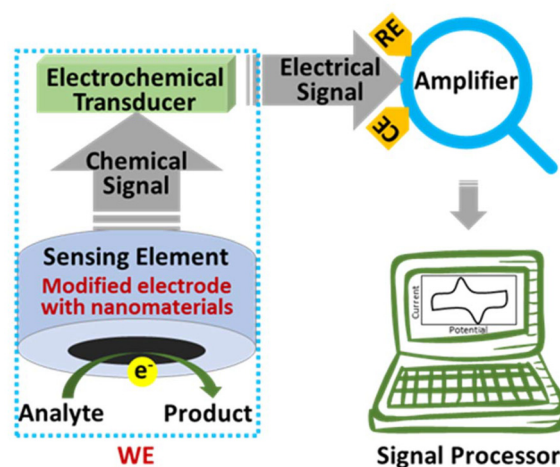 Electrochemical
Transducer
Electrical
Signal
RE
CE
Amplifier
Chemical
Signal
Sensing Element
Modified electrode
with nanomaterials
e-
Analyte
Product
WE
Current
Potential
Signal Processor